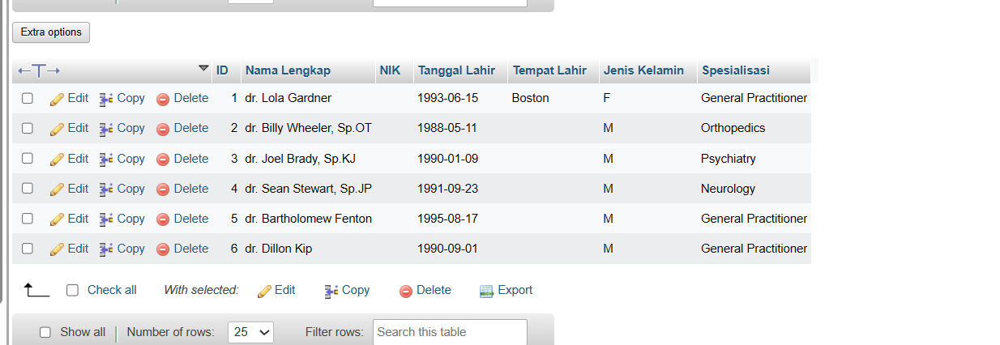 Extra options
ID Nama Lengkap NIK Tanggal Lahir Tempat Lahir Jenis Kelamin Spesialisasi
Edit Copy Delete 1 dr. Lola Gardner 1993-06-15 Boston F General Practitioner
Edit Copy Delete 2 dr. Billy Wheeler, Sp.OT 1988-05-11 M Orthopedics
Edit Copy Delete 3 dr. Joel Brady, Sp.KJ 1990-01-09 M Psychiatry
Edit Copy Delete 4 dr. Sean Stewart, Sp.JP 1991-09-23 M Neurology
Edit Copy Delete 5 dr. Bartholomew Fenton 1995-08-17 M General Practitioner
Edit Copy Delete 6 dr. Dillon Kip 1990-09-01 M General Practitioner
Check all With selected: Edit Copy Delete Export
Show all Number of rows: 25 Filter rows: Search this table